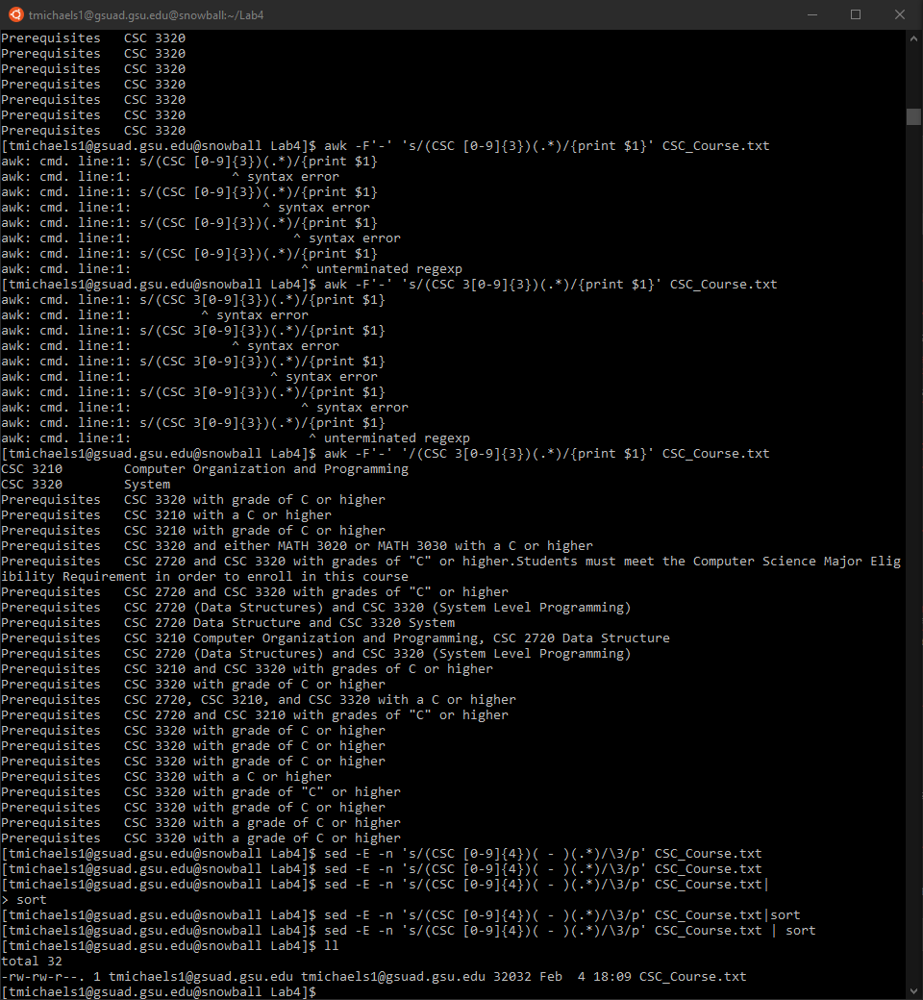 tmichaels1@gsuad.gsu.edu@snowball:~/Lab4
Prerequisites   CSC 3320
Prerequisites   CSC 3320
Prerequisites   CSC 3320
Prerequisites   CSC 3320
Prerequisites   CSC 3320
Prerequisites   CSC 3320
Prerequisites   CSC 3320
[tmichaels1@gsuad.gsu.edu@snowball Lab4]$ awk -F'-' 's/(CSC [0-9]{3})(.*)/{print $1}' CSC_Course.txt
awk: cmd. line:1: s/(CSC [0-9]{3})(.*)/{print $1}
awk: cmd. line:1:             ^ syntax error
awk: cmd. line:1: s/(CSC [0-9]{3})(.*)/{print $1}
awk: cmd. line:1:                 ^ syntax error
awk: cmd. line:1: s/(CSC [0-9]{3})(.*)/{print $1}
awk: cmd. line:1:                     ^ syntax error
awk: cmd. line:1: s/(CSC [0-9]{3})(.*)/{print $1}
awk: cmd. line:1:                      ^ unterminated regexp
[tmichaels1@gsuad.gsu.edu@snowball Lab4]$ awk -F'-' 's/(CSC 3[0-9]{3})(.*)/{print $1}' CSC_Course.txt
awk: cmd. line:1: s/(CSC 3[0-9]{3})(.*)/{print $1}
awk: cmd. line:1:         ^ syntax error
awk: cmd. line:1: s/(CSC 3[0-9]{3})(.*)/{print $1}
awk: cmd. line:1:             ^ syntax error
awk: cmd. line:1: s/(CSC 3[0-9]{3})(.*)/{print $1}
awk: cmd. line:1:                  ^ syntax error
awk: cmd. line:1: s/(CSC 3[0-9]{3})(.*)/{print $1}
awk: cmd. line:1:                      ^ syntax error
awk: cmd. line:1: s/(CSC 3[0-9]{3})(.*)/{print $1}
awk: cmd. line:1:                       ^ unterminated regexp
[tmichaels1@gsuad.gsu.edu@snowball Lab4]$ awk -F'-' '/(CSC 3[0-9]{3})(.*)/{print $1}' CSC_Course.txt
CSC 3210        Computer Organization and Programming
CSC 3320        System
Prerequisites   CSC 3320 with grade of C or higher
Prerequisites   CSC 3210 with a C or higher
Prerequisites   CSC 3210 with grade of C or higher
Prerequisites   CSC 3320 and either MATH 3020 or MATH 3030 with a C or higher
Prerequisites   CSC 2720 and CSC 3320 with grades of "C" or higher.Students must meet the Computer Science Major Elig
ibility Requirement in order to enroll in this course
Prerequisites   CSC 2720 and CSC 3320 with grades of "C" or higher
Prerequisites   CSC 2720 (Data Structures) and CSC 3320 (System Level Programming)
Prerequisites   CSC 2720 Data Structure and CSC 3320 System
Prerequisites   CSC 3210 Computer Organization and Programming, CSC 2720 Data Structure
Prerequisites   CSC 2720 (Data Structures) and CSC 3320 (System Level Programming)
Prerequisites   CSC 3210 and CSC 3320 with grades of C or higher
Prerequisites   CSC 3320 with grade of C or higher
Prerequisites   CSC 2720, CSC 3210, and CSC 3320 with a C or higher
Prerequisites   CSC 2720 and CSC 3210 with grades of "C" or higher
Prerequisites   CSC 3320 with grade of C or higher
Prerequisites   CSC 3320 with grade of C or higher
Prerequisites   CSC 3320 with grade of C or higher
Prerequisites   CSC 3320 with a C or higher
Prerequisites   CSC 3320 with grade of "C" or higher
Prerequisites   CSC 3320 with grade of C or higher
Prerequisites   CSC 3320 with a grade of C or higher
Prerequisites   CSC 3320 with a grade of C or higher
[tmichaels1@gsuad.gsu.edu@snowball Lab4]$ sed -E -n 's/(CSC [0-9]{4})( - )(.*)/\3/p' CSC_Course.txt
[tmichaels1@gsuad.gsu.edu@snowball Lab4]$ sed -E -n 's/(CSC [0-9]{4})( - )(.*)/\3/p' CSC_Course.txt
[tmichaels1@gsuad.gsu.edu@snowball Lab4]$ sed -E -n 's/(CSC [0-9]{4})( - )(.*)/\3/p' CSC_Course.txt|
> sort
[tmichaels1@gsuad.gsu.edu@snowball Lab4]$ sed -E -n 's/(CSC [0-9]{4})( - )(.*)/\3/p' CSC_Course.txt|sort
[tmichaels1@gsuad.gsu.edu@snowball Lab4]$ sed -E -n 's/(CSC [0-9]{4})( - )(.*)/\3/p' CSC_Course.txt | sort
[tmichaels1@gsuad.gsu.edu@snowball Lab4]$ ll
total 32
-rw-rw-r--. 1 tmichaels1@gsuad.gsu.edu tmichaels1@gsuad.gsu.edu 32032 Feb  4 18:09 CSC_Course.txt
[tmichaels1@gsuad.gsu.edu@snowball Lab4]$